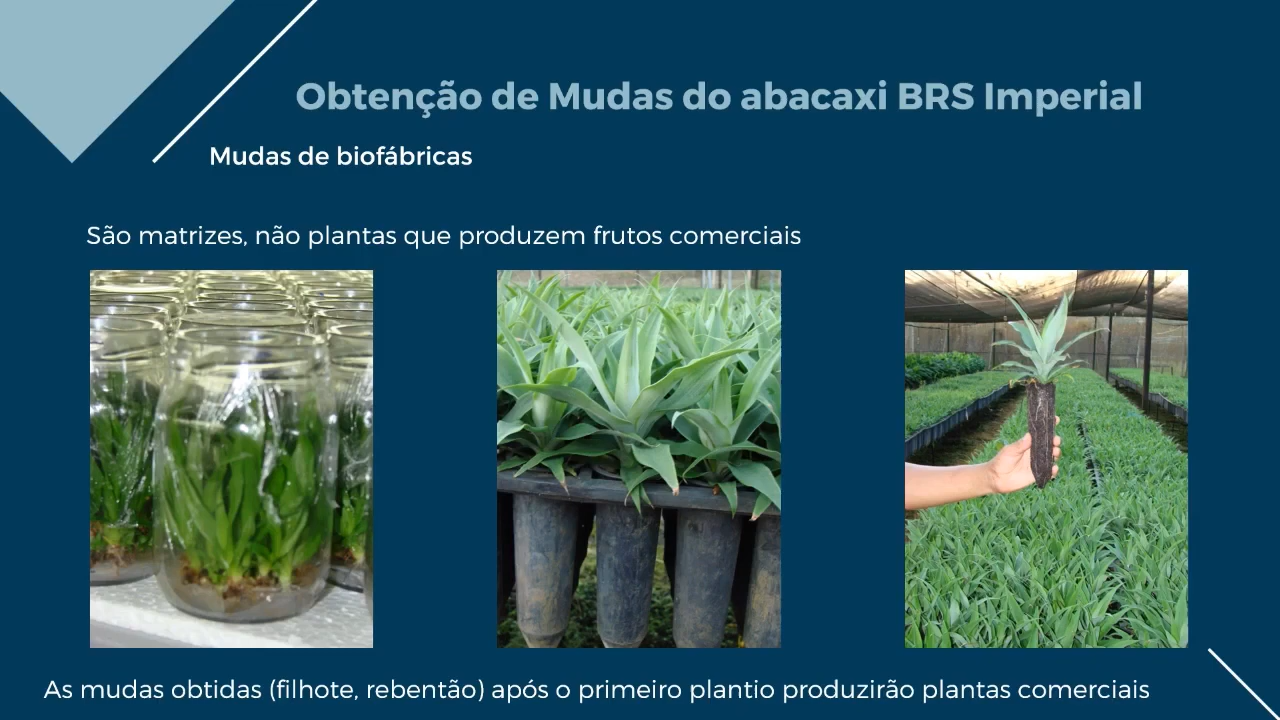 Obtenção de Mudas do abacaxi BRS Imperial
Mudas de biofábricas
São matrizes, não plantas que produzem frutos comerciais
As mudas obtidas (filhote, rebentão) após o primeiro plantio produzirão plantas comerciais